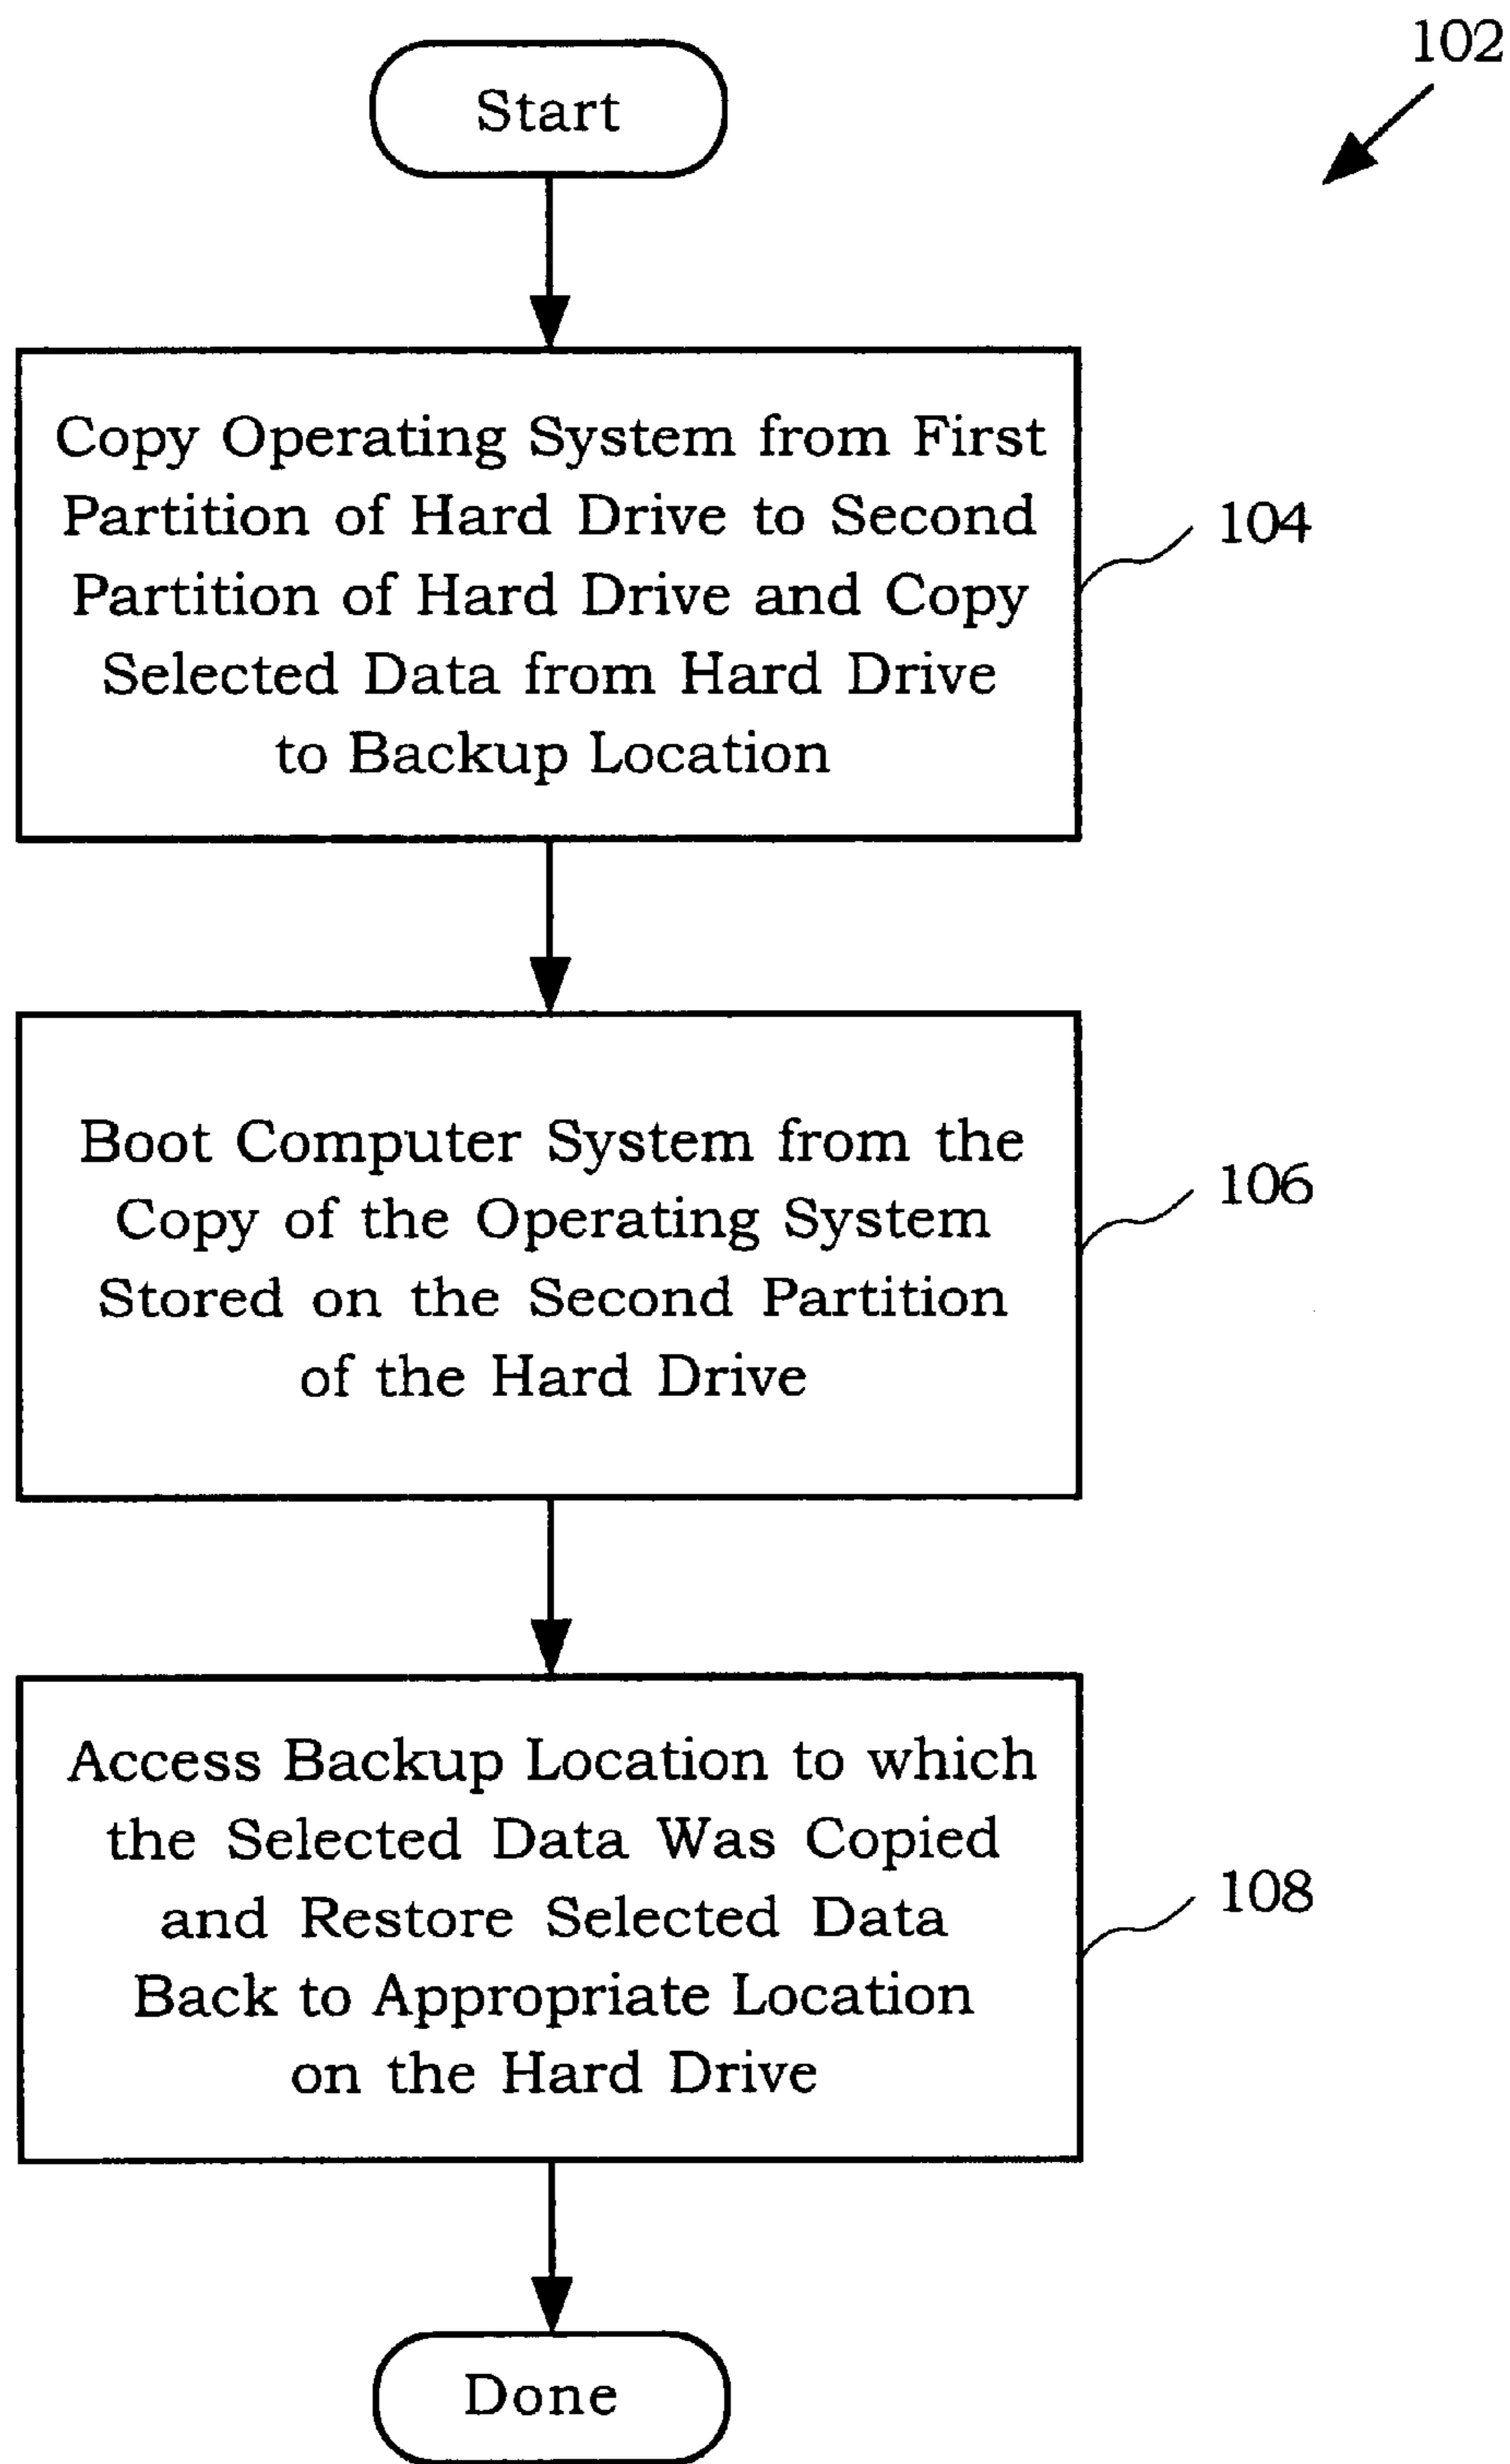 102
Start
Copy Operating System from First
Partition of Hard Drive to Second
Partition of Hard Drive and Copy
Selected Data from Hard Drive
to Backup Location
104
Boot Computer System from the
Copy of the Operating System
Stored on the Second Partition
of the Hard Drive
106
Access Backup Location to which
the Selected Data Was Copied
and Restore Selected Data
Back to Appropriate Location
on the Hard Drive
108
Done